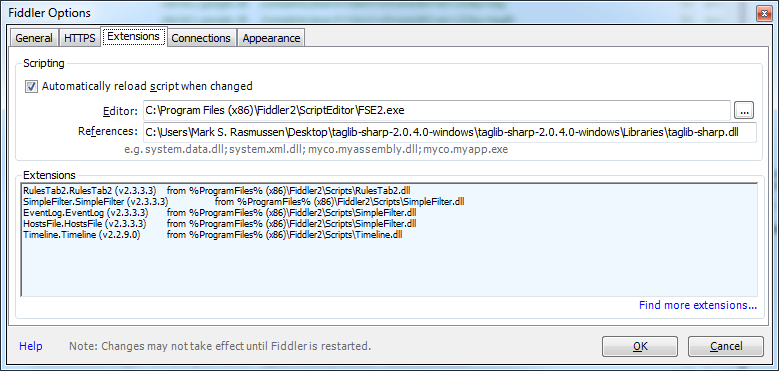 Fiddler Options
General HTTPS Extensions Connections Appearance
Scripting
Automatically reload script when changed
Editor: C:\Program Files (x86)\Fiddler2\ScriptEditor\FSE2.exe ...
References: C:\Users\Mark S. Rasmussen\Desktop\taglib-sharp-2.0.4.0-windows\taglib-sharp-2.0.4.0-windows\Libraries\taglib-sharp.dll
e.g. system.data.dll; system.xml.dll; myco.myassembly.dll; myco.myapp.exe
Extensions
RulesTab2.RulesTab2 (v2.3.3.3) from %ProgramFiles% (x86)\Fiddler2\Scripts\RulesTab2.dll
SimpleFilter.SimpleFilter (v2.3.3.3) from %ProgramFiles% (x86)\Fiddler2\Scripts\SimpleFilter.dll
EventLog.EventLog (v2.3.3.3) from %ProgramFiles% (x86)\Fiddler2\Scripts\SimpleFilter.dll
HostsFile.HostsFile (v2.3.3.3) from %ProgramFiles% (x86)\Fiddler2\Scripts\SimpleFilter.dll
Timeline.Timeline (v2.2.9.0) from %ProgramFiles% (x86)\Fiddler2\Scripts\Timeline.dll
Find more extensions...
Help Note: Changes may not take effect until Fiddler is restarted. OK Cancel